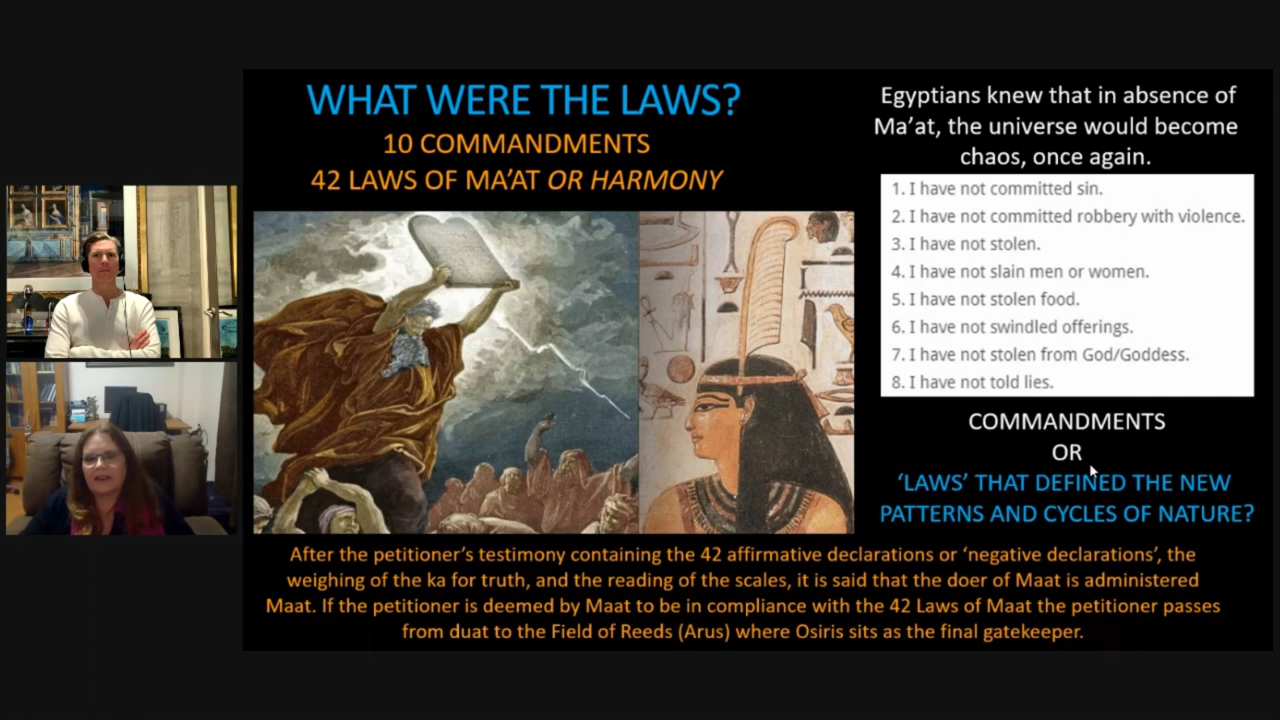 WHAT WERE THE LAWS?
10 COMMANDMENTS
42 LAWS OF MA'AT OR HARMONY
Egyptians knew that in absence of
Ma'at, the universe would become
chaos, once again.
1. I have not committed sin.
2. I have not committed robbery with violence.
3. I have not stolen.
4. I have not slain men or women.
5. I have not stolen food.
6. I have not swindled offerings.
7. I have not stolen from God/Goddess.
8. I have not told lies.
COMMANDMENTS
OR
‘LAWS’ THAT DEFINED THE NEW
PATTERNS AND CYCLES OF NATURE?
After the petitioner’s testimony containing the 42 affirmative declarations or ‘negative declarations’, the
weighing of the ka for truth, and the reading of the scales, it is said that the doer of Maat is administered
Maat. If the petitioner is deemed by Maat to be in compliance with the 42 Laws of Maat the petitioner passes
from duat to the Field of Reeds (Arus) where Osiris sits as the final gatekeeper.